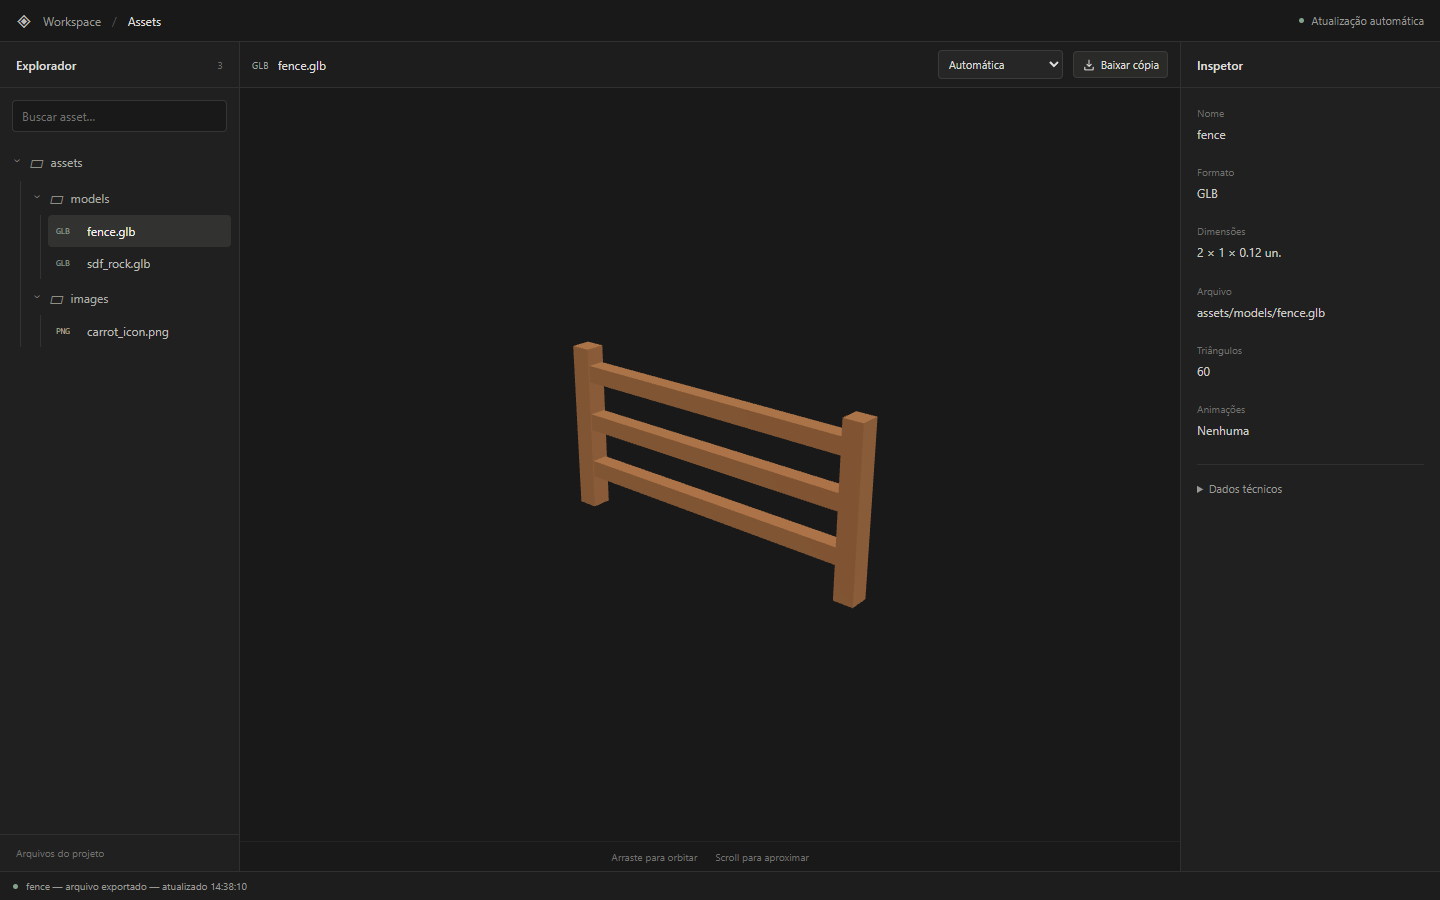 Workspace / Assets
Atualização automática
Explorador 3
GLB fence.glb
Automática
Baixar cópia
Inspetor
Buscar asset...
assets
models
GLB fence.glb
GLB sdf_rock.glb
images
PNG carrot_icon.png
Arquivos do projeto
Arraste para orbitar Scroll para aproximar
Nome
fence
Formato
GLB
Dimensões
2 × 1 × 0.12 un.
Arquivo
assets/models/fence.glb
Triângulos
60
Animações
Nenhuma
Dados técnicos
fence — arquivo exportado — atualizado 14:38:10